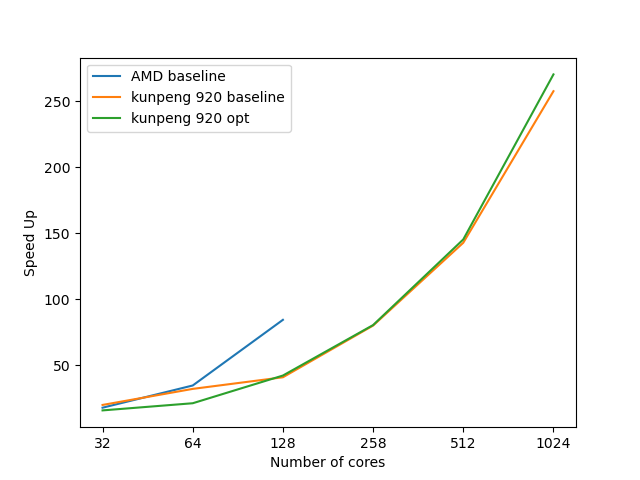 AMD baseline
kunpeng 920 baseline
kunpeng 920 opt
250
200
150
100
50
Speed Up
32 64 128 258 512 1024
Number of cores